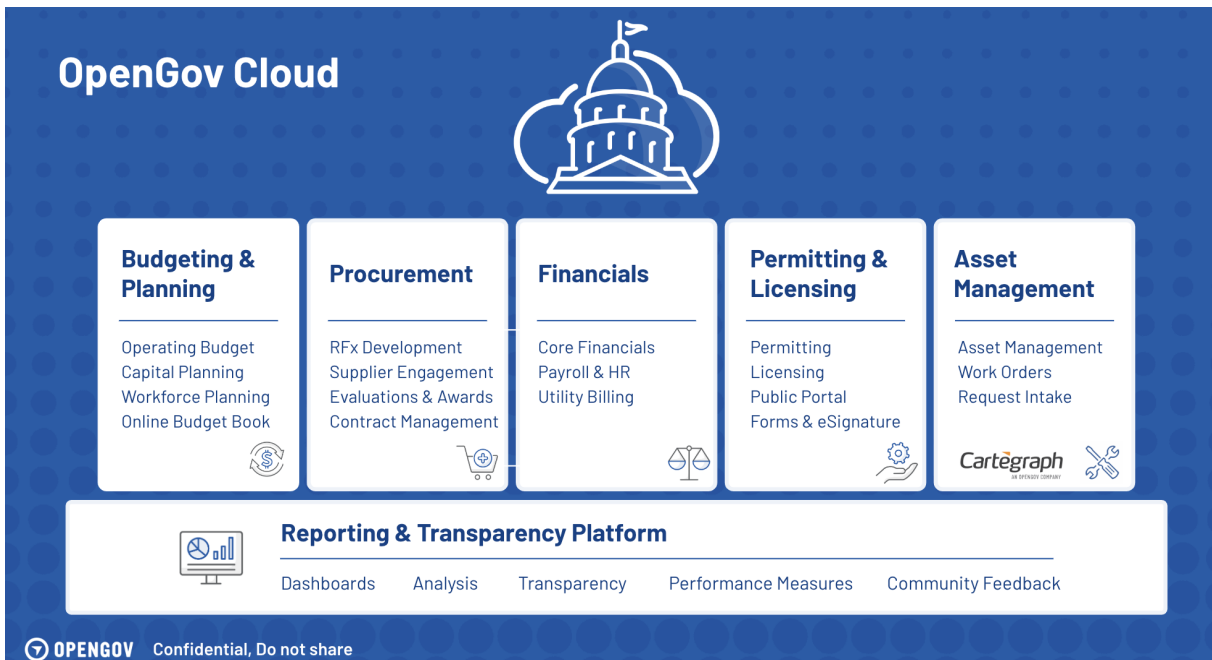 OpenGov Cloud
Budgeting &
Planning
Operating Budget
Capital Planning
Workforce Planning
Online Budget Book
Procurement
RFx Development
Supplier Engagement
Evaluations & Awards
Contract Management
Financials
Core Financials
Payroll & HR
Utility Billing
Permitting &
Licensing
Permitting
Licensing
Public Portal
Forms & eSignature
Asset
Management
Asset Management
Work Orders
Request Intake
Cartegraph
AN OPENGOV COMPANY
Reporting & Transparency Platform
Dashboards Analysis Transparency Performance Measures Community Feedback
OPENGOV Confidential, Do not share